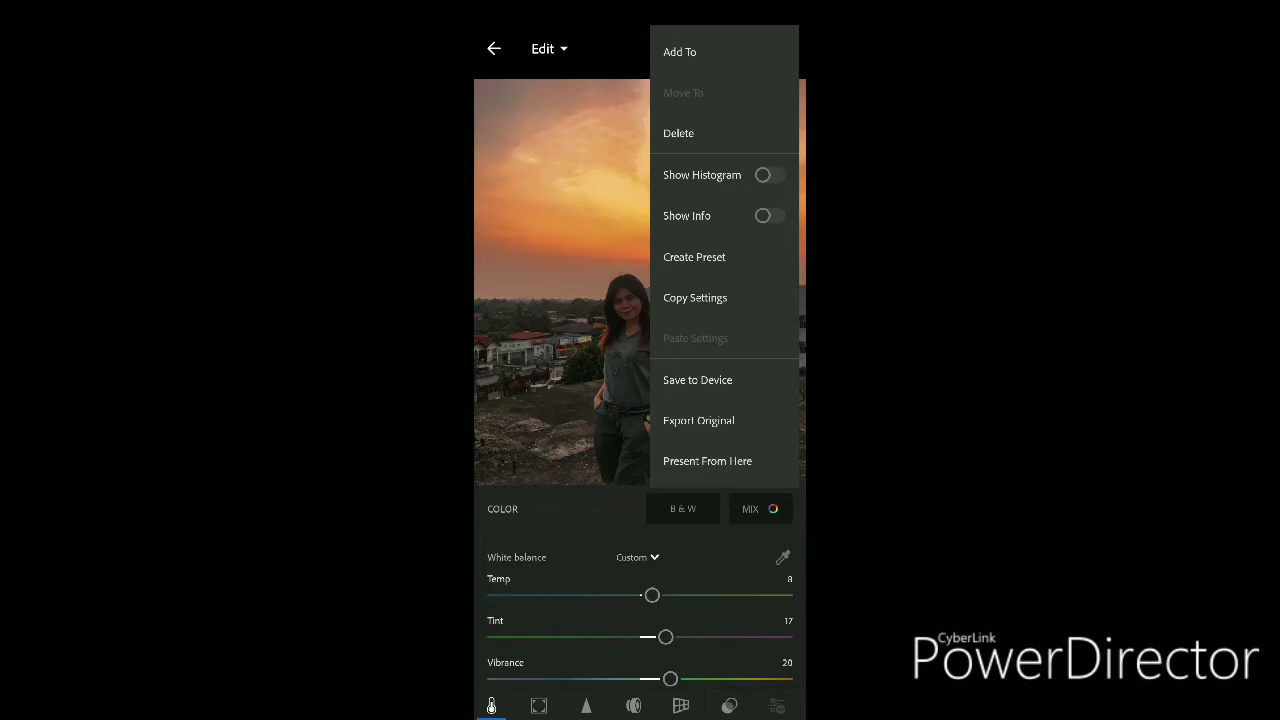 Edit
Add To
Move To
Delete
Show Histogram
Show Info
Create Preset
Copy Settings
Paste Settings
Save to Device
Export Original
Present From Here
COLOR
B & W
MIX
White balance
Custom
Temp
8
Tint
17
Vibrance
20
CyberLink
PowerDirector